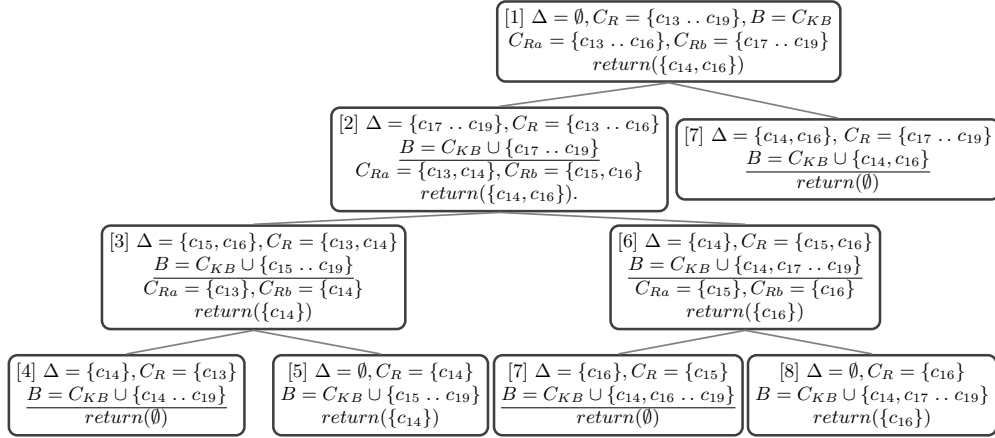 [1] Δ = ∅, C_R = {c_13 .. c_19}, B = C_KB
C_Ra = {c_13 .. c_16}, C_Rb = {c_17 .. c_19}
return({c_14, c_16})
[2] Δ = {c_17 .. c_19}, C_R = {c_13 .. c_16}
B = C_KB ∪ {c_17 .. c_19}
C_Ra = {c_13, c_14}, C_Rb = {c_15, c_16}
return({c_14, c_16}).
[7] Δ = {c_14, c_16}, C_R = {c_17 .. c_19}
B = C_KB ∪ {c_14, c_16}
return(∅)
[3] Δ = {c_15, c_16}, C_R = {c_13, c_14}
B = C_KB ∪ {c_15 .. c_19}
C_Ra = {c_13}, C_Rb = {c_14}
return({c_14})
[6] Δ = {c_14}, C_R = {c_15, c_16}
B = C_KB ∪ {c_14, c_17 .. c_19}
C_Ra = {c_15}, C_Rb = {c_16}
return({c_16})
[4] Δ = {c_14}, C_R = {c_13}
B = C_KB ∪ {c_14 .. c_19}
return(∅)
[5] Δ = ∅, C_R = {c_14}
B = C_KB ∪ {c_15 .. c_19}
return({c_14})
[7] Δ = {c_16}, C_R = {c_15}
B = C_KB ∪ {c_14, c_16 .. c_19}
return(∅)
[8] Δ = ∅, C_R = {c_16}
B = C_KB ∪ {c_14, c_17 .. c_19}
return({c_16})